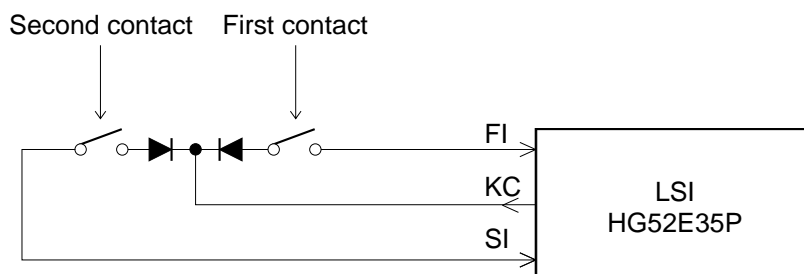 Second contact
First contact
FI
KC
SI
LSI
HG52E35P